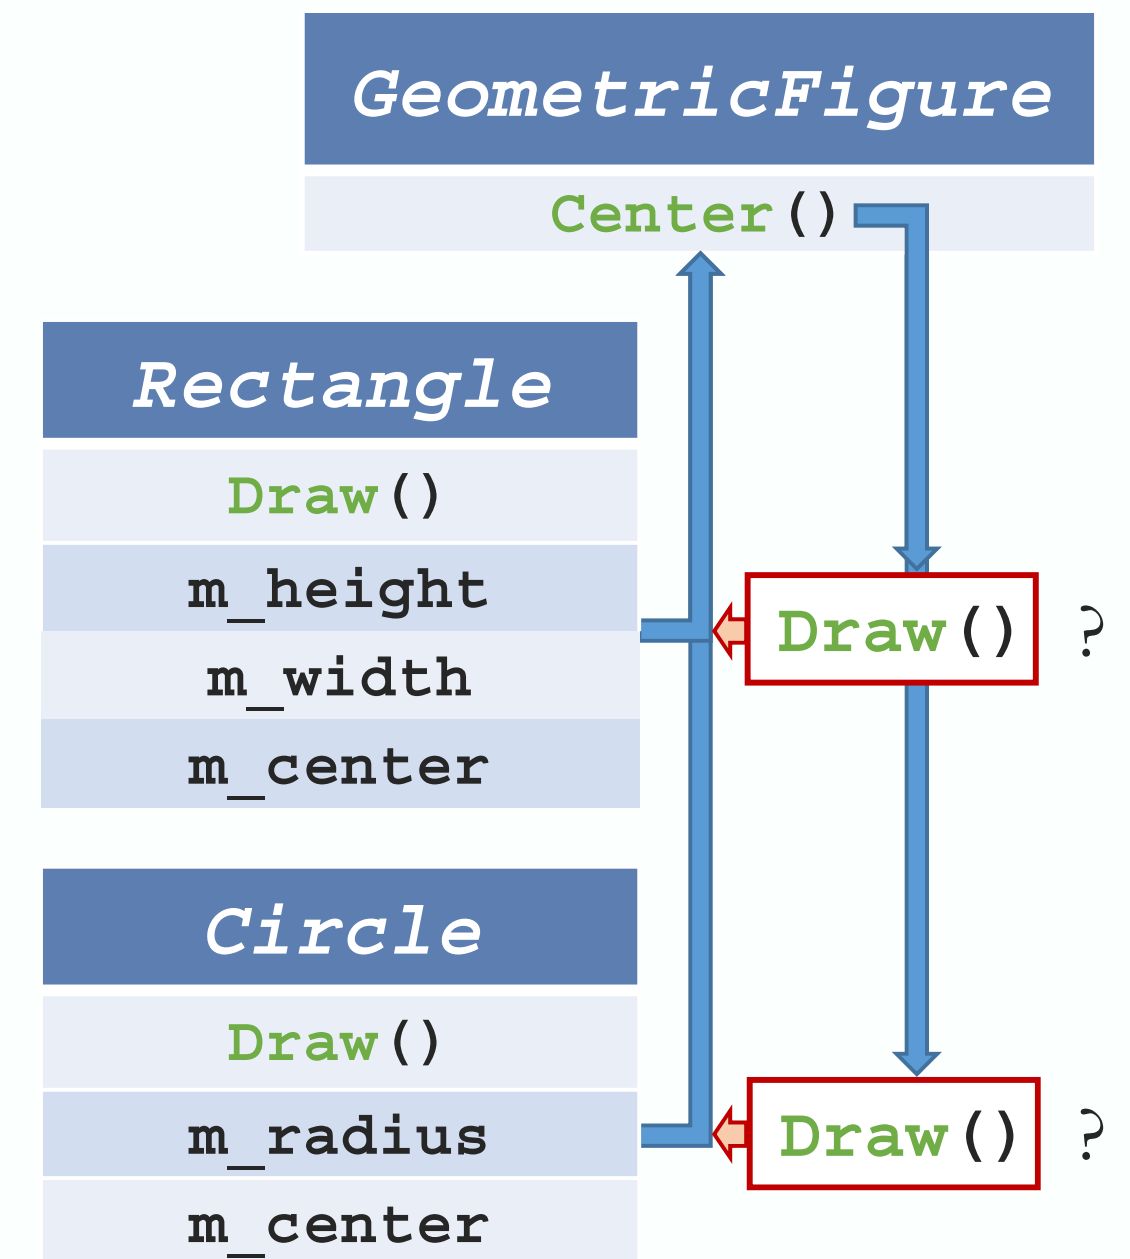 GeometricFigure
Center()
Rectangle
Draw()
m_height
m_width
m_center
Draw() ?
Circle
Draw()
m_radius
m_center
Draw() ?